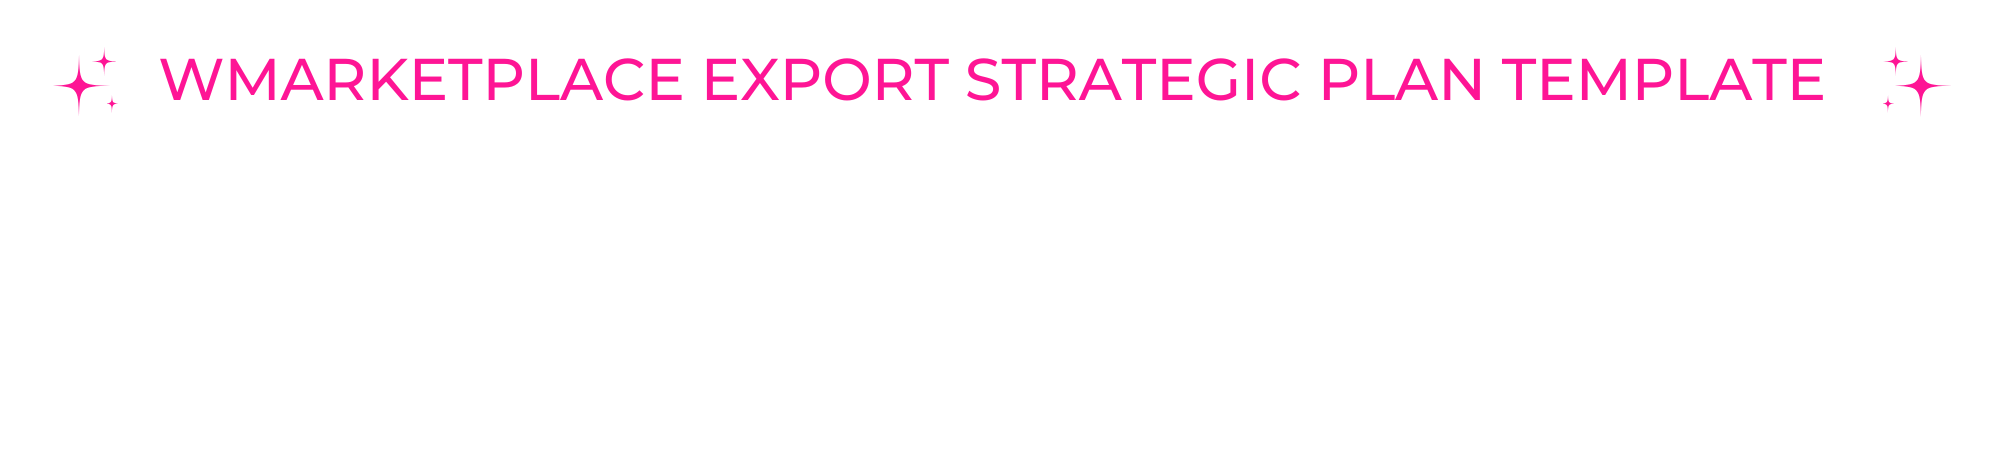 WMARKETPLACE EXPORT STRATEGIC PLAN TEMPLATE